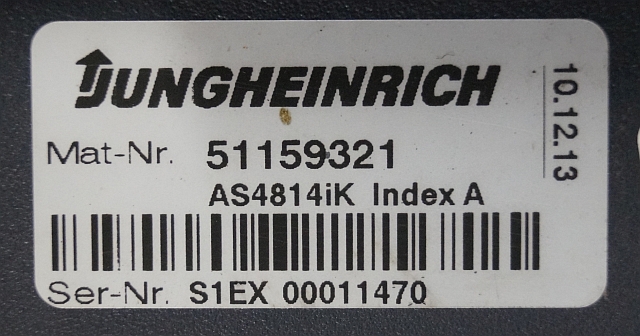 JUNGHEINRICH
10.12.13
Mat-Nr. 51159321
AS4814iK Index A
Ser-Nr. S1EX 00011470